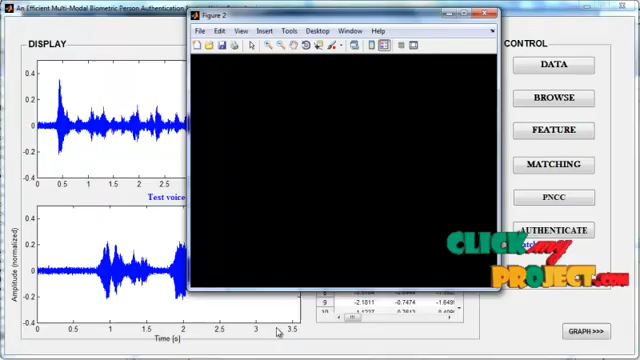 An Efficient Multi-Modal Biometric Person Authentication
Figure 2
File Edit View Insert Tools Desktop Window Help
DISPLAY
CONTROL
DATA
BROWSE
FEATURE
MATCHING
PNCC
AUTHENTICATE
GRAPH >>>
0.4
0.2
0
-0.2
-0.4
0 0.5 1 1.5 2 2.5
Test voice
Amplitude (normalized)
0.4
0.2
0
-0.2
-0.4
0 0.5 1 1.5 2 2.5 3 3.5
Time [s]
9 -2.1811 -0.7474 -1.6495
CLICK my
PROJECT.COM